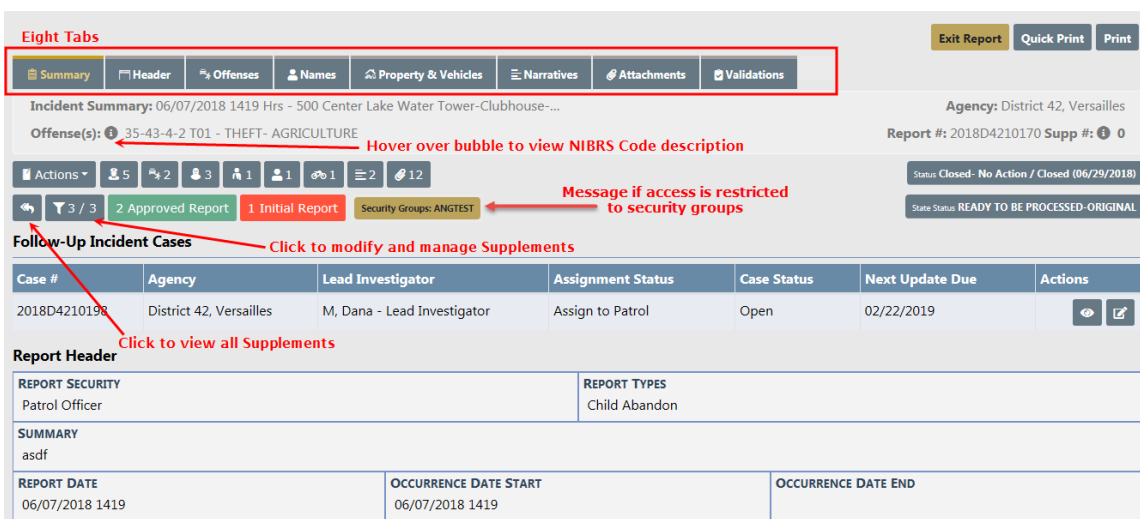 Eight Tabs
Exit Report Quick Print Print
Summary Header Offenses Names Property & Vehicles Narratives Attachments Validations
Incident Summary: 06/07/2018 1419 Hrs - 500 Center Lake Water Tower-Clubhouse-... Agency: District 42, Versailles
Offense(s): 35-43-4-2 T01 - THEFT- AGRICULTURE Report #: 2018D4210170 Supp #: 0
Hover over bubble to view NIBRS Code description
Actions 5 2 3 1 1 1 2 12 Status Closed- No Action / Closed (06/29/2018)
Message if access is restricted
to security groups
3 / 3 2 Approved Report 1 Initial Report Security Groups: ANGTEST State Status READY TO BE PROCESSED-ORIGINAL
Follow-Up Incident Cases
Click to modify and manage Supplements
Case # Agency Lead Investigator Assignment Status Case Status Next Update Due Actions
2018D4210198 District 42, Versailles M, Dana - Lead Investigator Assign to Patrol Open 02/22/2019
Click to view all Supplements
Report Header
REPORT SECURITY REPORT TYPES
Patrol Officer Child Abandon
SUMMARY
asdf
REPORT DATE OCCURRENCE DATE START OCCURRENCE DATE END
06/07/2018 1419 06/07/2018 1419